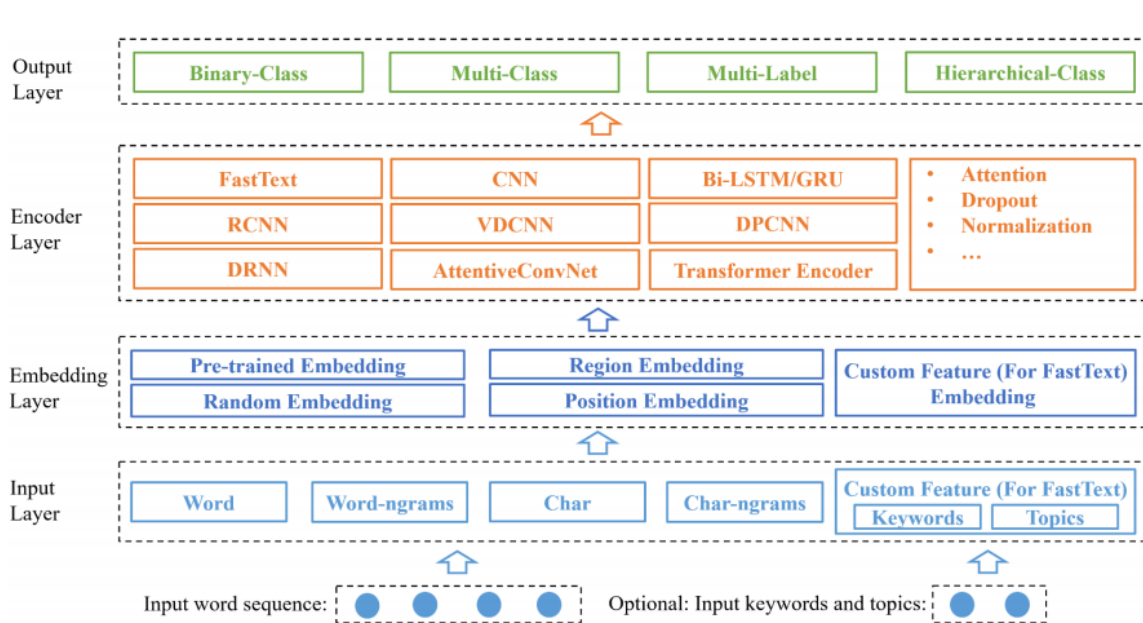 Output
Layer
Binary-Class
Multi-Class
Multi-Label
Hierarchical-Class
Encoder
Layer
FastText
CNN
Bi-LSTM/GRU
RCNN
VDCNN
DPCNN
DRNN
AttentiveConvNet
Transformer Encoder
• Attention
• Dropout
• Normalization
• …
Embedding
Layer
Pre-trained Embedding
Region Embedding
Random Embedding
Position Embedding
Custom Feature (For FastText)
Embedding
Input
Layer
Word
Word-ngrams
Char
Char-ngrams
Custom Feature (For FastText)
Keywords
Topics
Input word sequence:
Optional: Input keywords and topics: